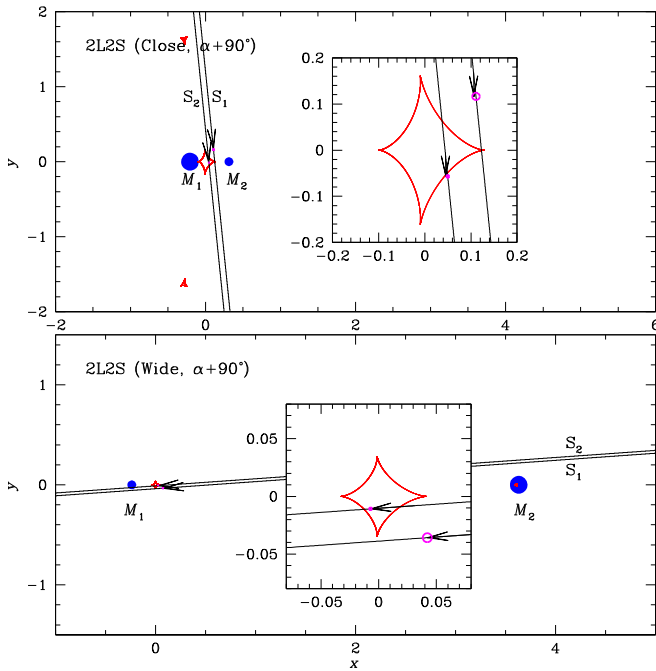 2
2L2S (Close, α+90°)
0.2
S₂ S₁
0.1
1
0
y
0
M₁ M₂
−0.1
−1
−0.2
−0.2 −0.1 0 0.1 0.2
−2
−2 0 2 4 6
2L2S (Wide, α+90°)
1
0.05
S₂
S₁
y
0
0
M₁
M₂
−0.05
−1
−0.05 0 0.05
0 2 4
x